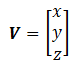 V = [x
y
z]